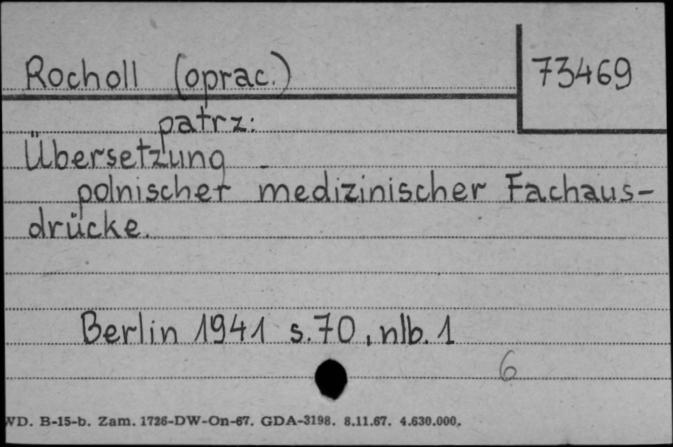 Rocholl (oprac.)
73469
patrz:
Übersetzung
polnischer medizinischer Fachaus-
drücke.
Berlin 1941 s.70, nlb. 1
6
WD. B-15-b. Zam. 1726-DW-On-67. GDA-3198. 8.11.67. 4.630.000.